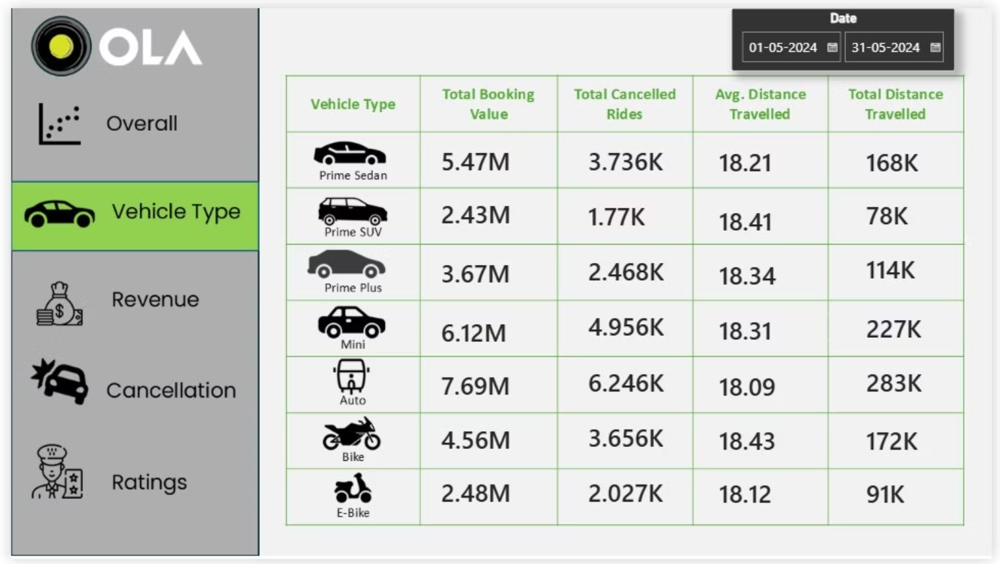 OLA
Date
01-05-2024 31-05-2024
Overall
Vehicle Type
Revenue
Cancellation
Ratings
Vehicle Type Total Booking Value Total Cancelled Rides Avg. Distance Travelled Total Distance Travelled
Prime Sedan 5.47M 3.736K 18.21 168K
Prime SUV 2.43M 1.77K 18.41 78K
Prime Plus 3.67M 2.468K 18.34 114K
Mini 6.12M 4.956K 18.31 227K
Auto 7.69M 6.246K 18.09 283K
Bike 4.56M 3.656K 18.43 172K
E-Bike 2.48M 2.027K 18.12 91K